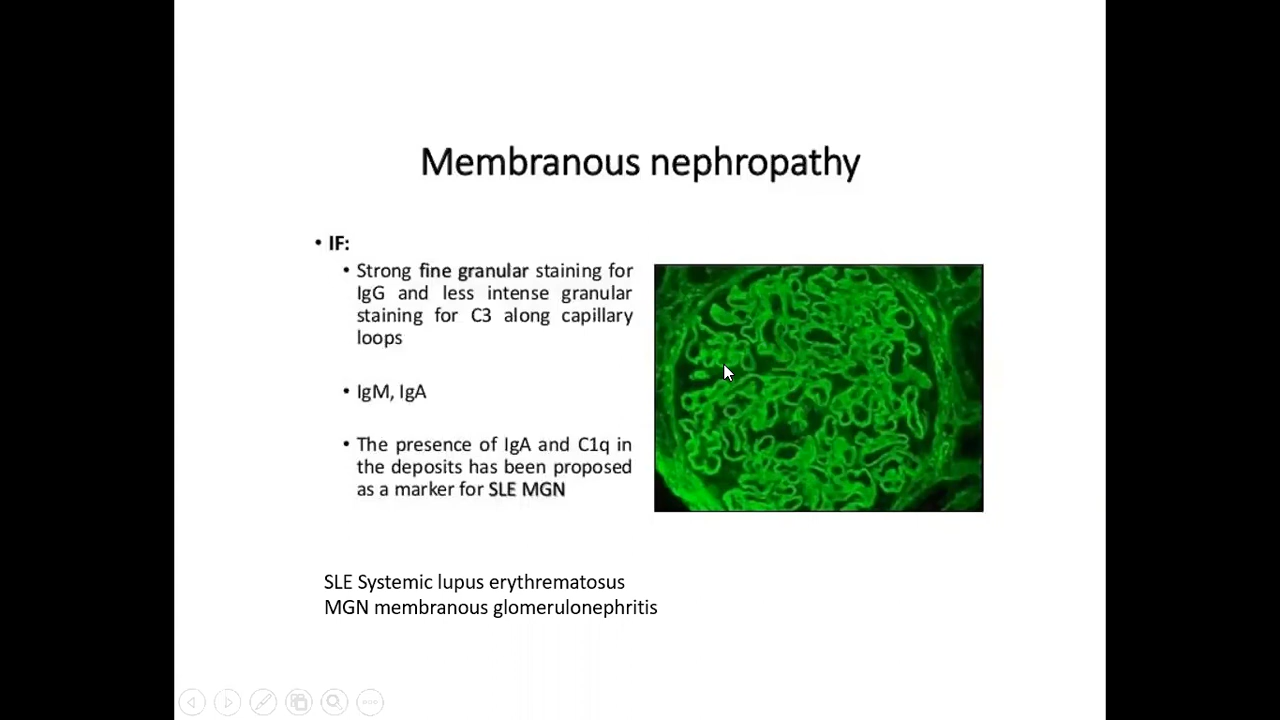 Membranous nephropathy
• IF:
• Strong fine granular staining for
IgG and less intense granular
staining for C3 along capillary
loops
• IgM, IgA
• The presence of IgA and C1q in
the deposits has been proposed
as a marker for SLE MGN
SLE Systemic lupus erythrematosus
MGN membranous glomerulonephritis